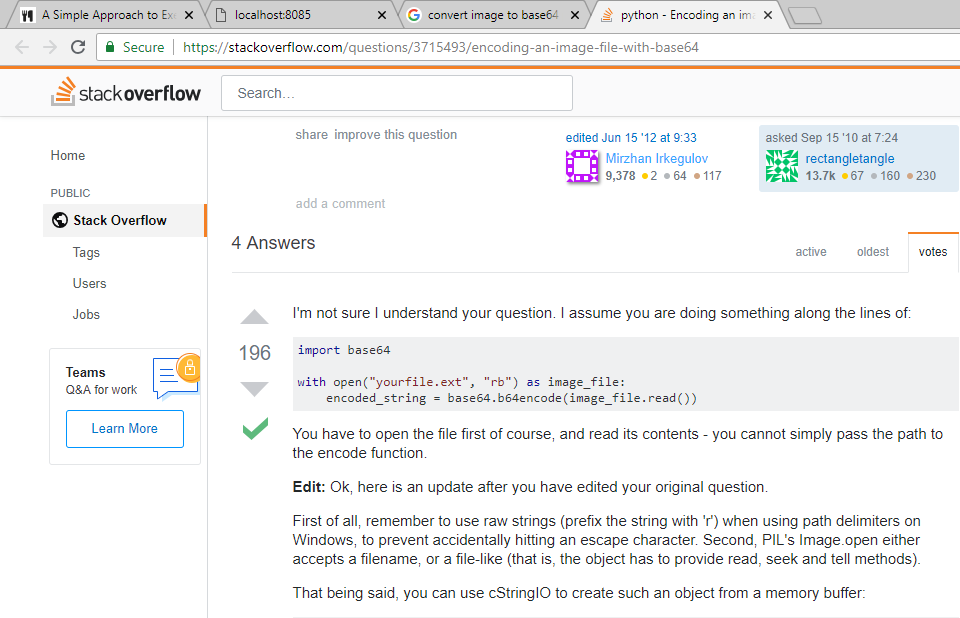 A Simple Approach to Exe
localhost:8085
convert image to base64
python - Encoding an ima
Secure
https://stackoverflow.com/questions/3715493/encoding-an-image-file-with-base64
stackoverflow
Search...
share improve this question
edited Jun 15 '12 at 9:33
Mirzhan Irkegulov
9,378 2 64 117
asked Sep 15 '10 at 7:24
rectangletangle
13.7k 67 160 230
add a comment
Home
PUBLIC
Stack Overflow
Tags
Users
Jobs
Teams
Q&A for work
Learn More
4 Answers
active
oldest
votes
196
I'm not sure I understand your question. I assume you are doing something along the lines of:
import base64
with open("yourfile.ext", "rb") as image_file:
    encoded_string = base64.b64encode(image_file.read())
You have to open the file first of course, and read its contents - you cannot simply pass the path to
the encode function.
Edit: Ok, here is an update after you have edited your original question.
First of all, remember to use raw strings (prefix the string with 'r') when using path delimiters on
Windows, to prevent accidentally hitting an escape character. Second, PIL's Image.open either
accepts a filename, or a file-like (that is, the object has to provide read, seek and tell methods).
That being said, you can use cStringIO to create such an object from a memory buffer: